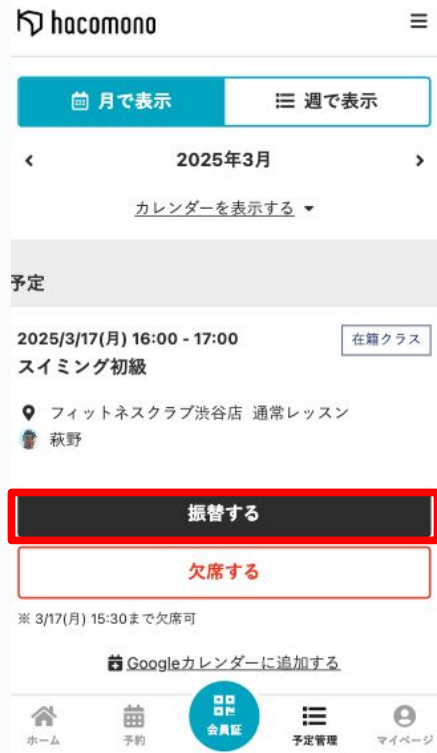 hacomono
月で表示
週で表示
2025年3月
カレンダーを表示する
予定
2025/3/17(月) 16:00 - 17:00
在籍クラス
スイミング初級
フィットネスクラブ渋谷店 通常レッスン
萩野
振替する
欠席する
※ 3/17(月) 15:30まで欠席可
Googleカレンダーに追加する
ホーム
予約
会員証
予定管理
マイページ